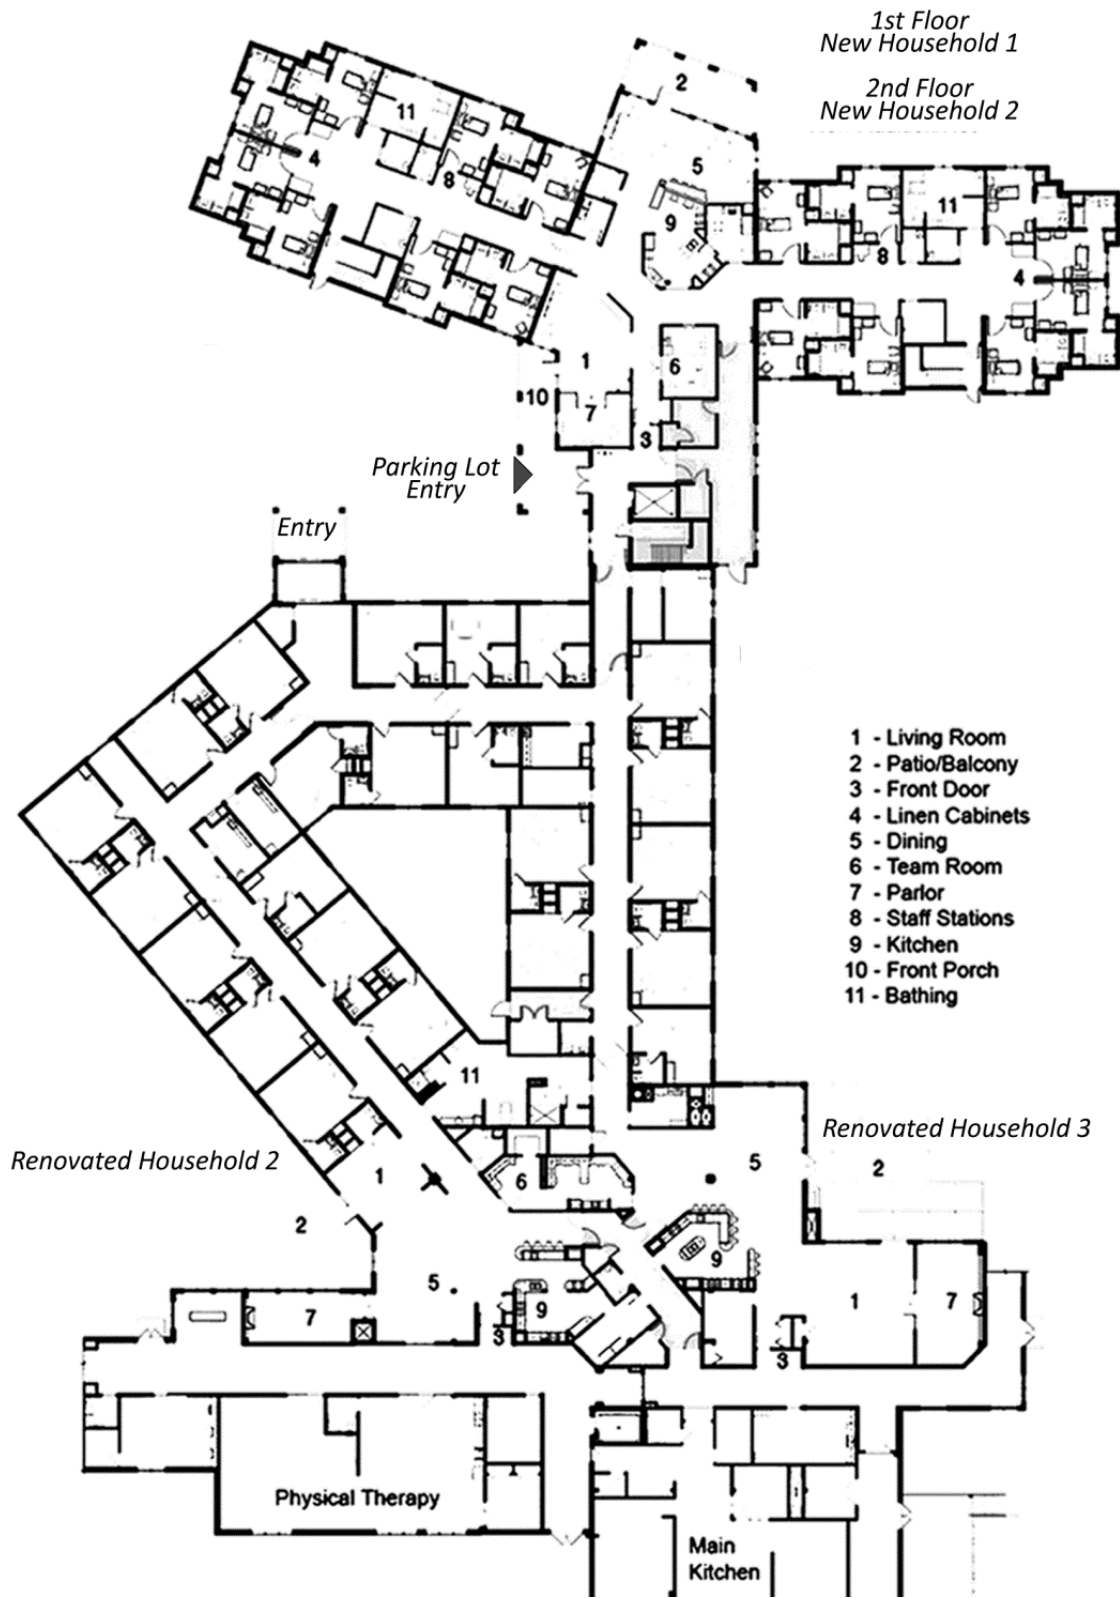 1st Floor
New Household 1
2nd Floor
New Household 2
2
11
5
4
8
9
11
8
4
1
6
10
7
3
Parking Lot
Entry
Entry
1 - Living Room
2 - Patio/Balcony
3 - Front Door
4 - Linen Cabinets
5 - Dining
6 - Team Room
7 - Parlor
8 - Staff Stations
9 - Kitchen
10 - Front Porch
11 - Bathing
11
Renovated Household 3
Renovated Household 2
5
2
1
6
2
9
5
9
7
1
7
3
3
Physical Therapy
Main
Kitchen